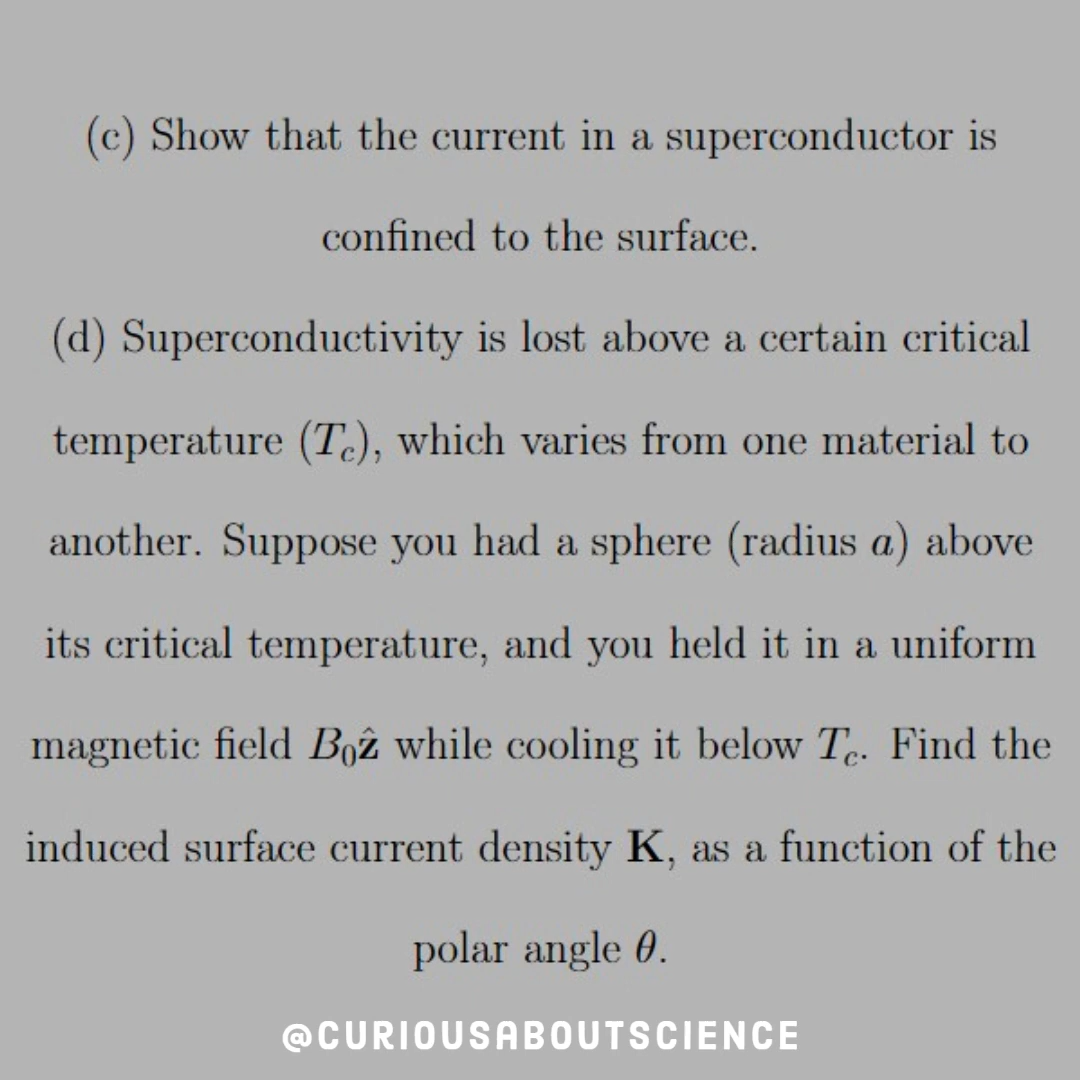 (c) Show that the current in a superconductor is
confined to the surface.
(d) Superconductivity is lost above a certain critical
temperature (T_c), which varies from one material to
another. Suppose you had a sphere (radius a) above
its critical temperature, and you held it in a uniform
magnetic field B₀ẑ while cooling it below T_c. Find the
induced surface current density K, as a function of the
polar angle θ.
@CURIOUSABOUTSCIENCE